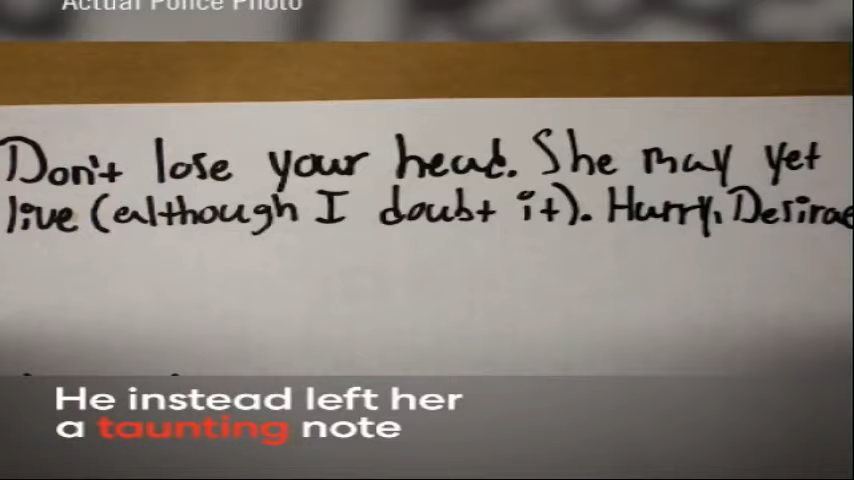 Actual Police Photo
Don't lose your head. She may yet
live (although I doubt it). Hurry, Desirae
He instead left her
a taunting note